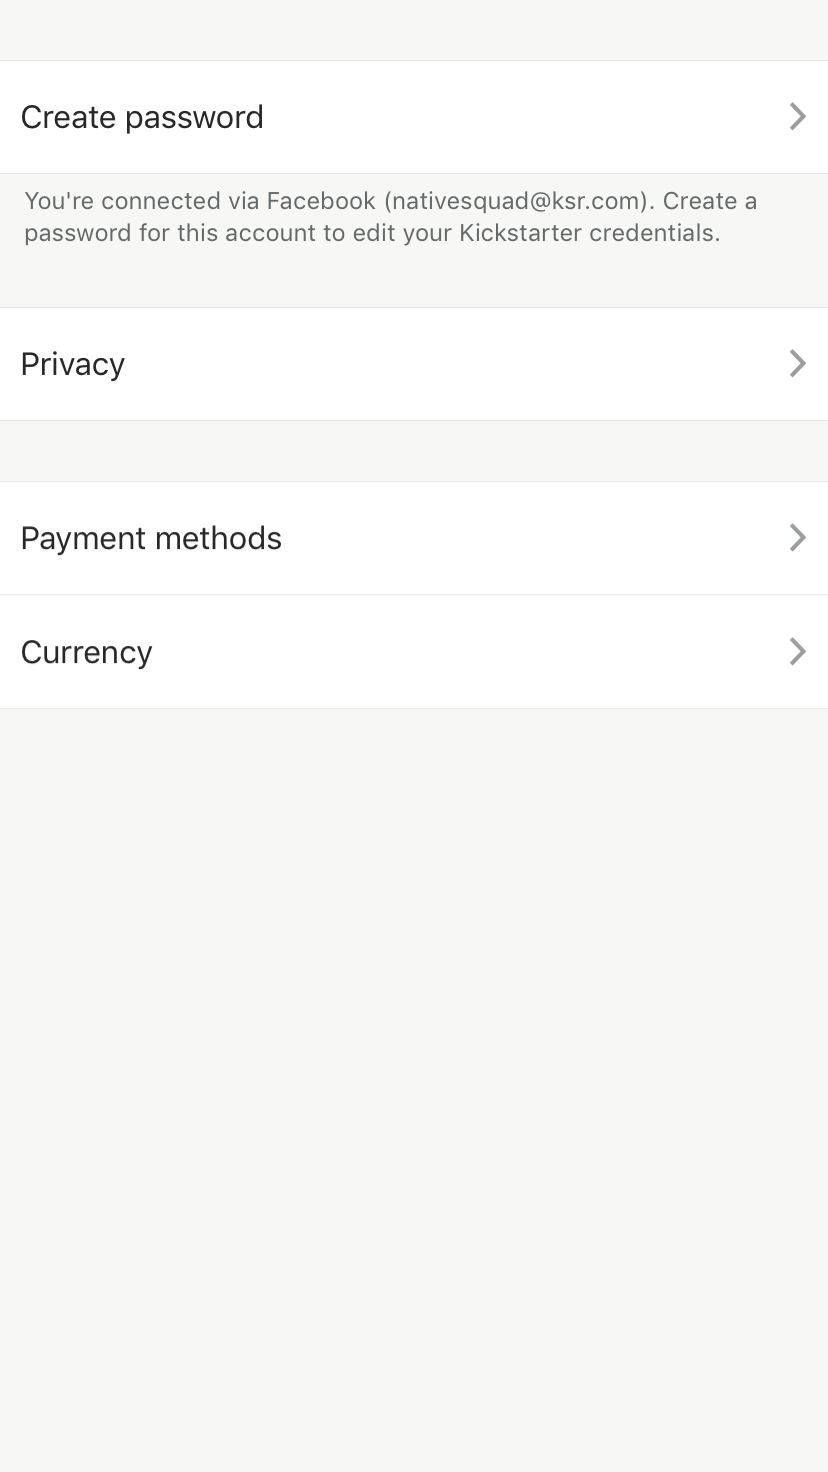 Create password
You're connected via Facebook (nativesquad@ksr.com). Create a
password for this account to edit your Kickstarter credentials.
Privacy
Payment methods
Currency